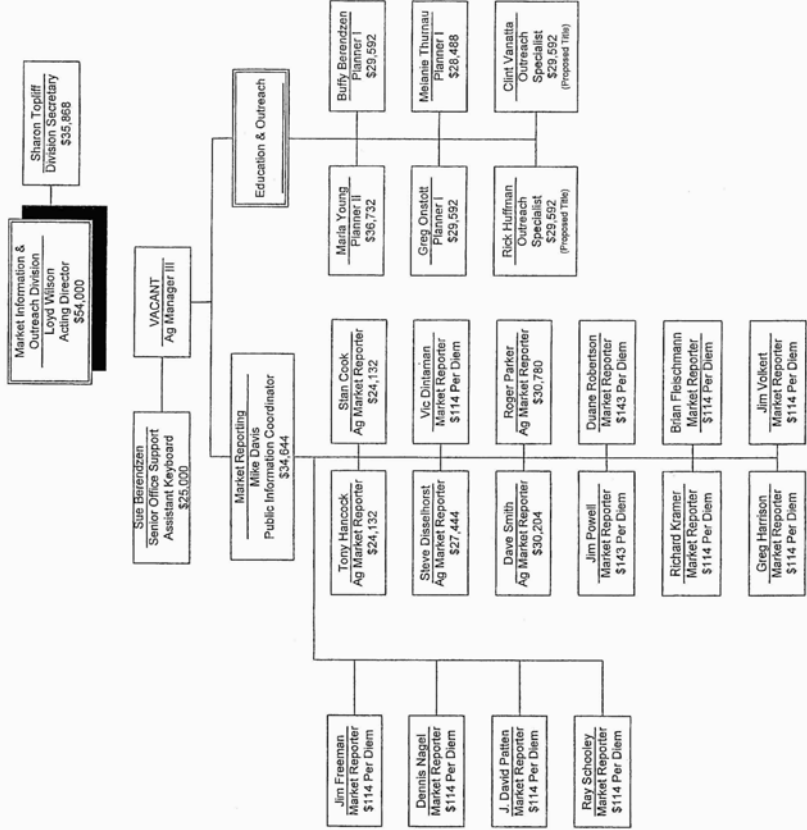 Market Information &
Outreach Division
Loyd Wilson
Acting Director
$54,000
Sharon Topliff
Division Secretary
$35,868
Sue Berendzen
Senior Office Support
Assistant Keyboard
$25,000
VACANT
Ag Manager III
Market Reporting
Mike Davis
Public Information Coordinator
$34,644
Education & Outreach
Jim Freeman
Market Reporter
$114 Per Diem
Dennis Nagel
Market Reporter
$114 Per Diem
J. David Patten
Market Reporter
$114 Per Diem
Ray Schooley
Market Reporter
$114 Per Diem
Tony Hancock
Ag Market Reporter
$24,132
Stan Cook
Ag Market Reporter
$24,132
Steve Disselhorst
Ag Market Reporter
$27,444
Vic Dintaman
Market Reporter
$114 Per Diem
Dave Smith
Ag Market Reporter
$30,204
Roger Parker
Ag Market Reporter
$30,780
Jim Powell
Market Reporter
$143 Per Diem
Duane Robertson
Market Reporter
$143 Per Diem
Richard Kramer
Market Reporter
$114 Per Diem
Brian Fleischmann
Market Reporter
$114 Per Diem
Greg Harrison
Market Reporter
$114 Per Diem
Jim Volkert
Market Reporter
$114 Per Diem
Marla Young
Planner II
$36,732
Buffy Berendzen
Planner I
$29,592
Greg Onstott
Planner I
$29,592
Melanie Thurnau
Planner I
$28,488
Rick Huffman
Outreach
Specialist
$29,592
(Proposed Title)
Clint Vanatta
Outreach
Specialist
$29,592
(Proposed Title)